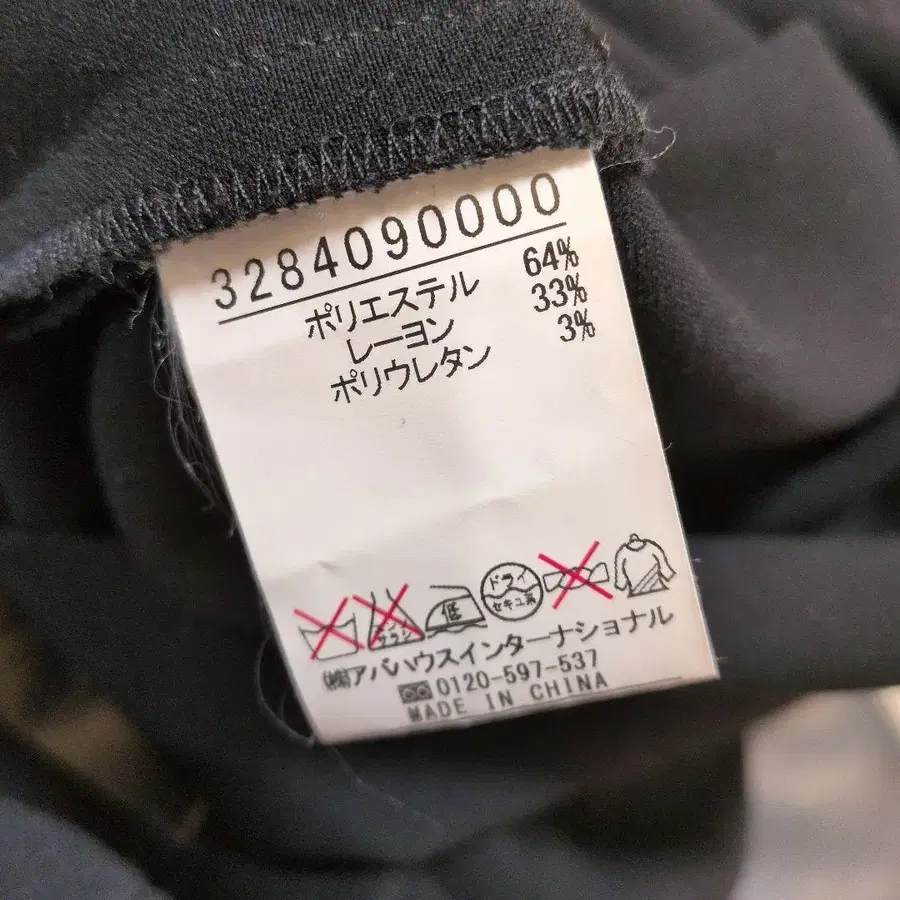 3284090000
ポリエステル 64%
レーヨン 33%
ポリウレタン 3%
低 ドライ
セキユ系
㈱アバハウスインターナショナル
0120-597-537
MADE IN CHINA